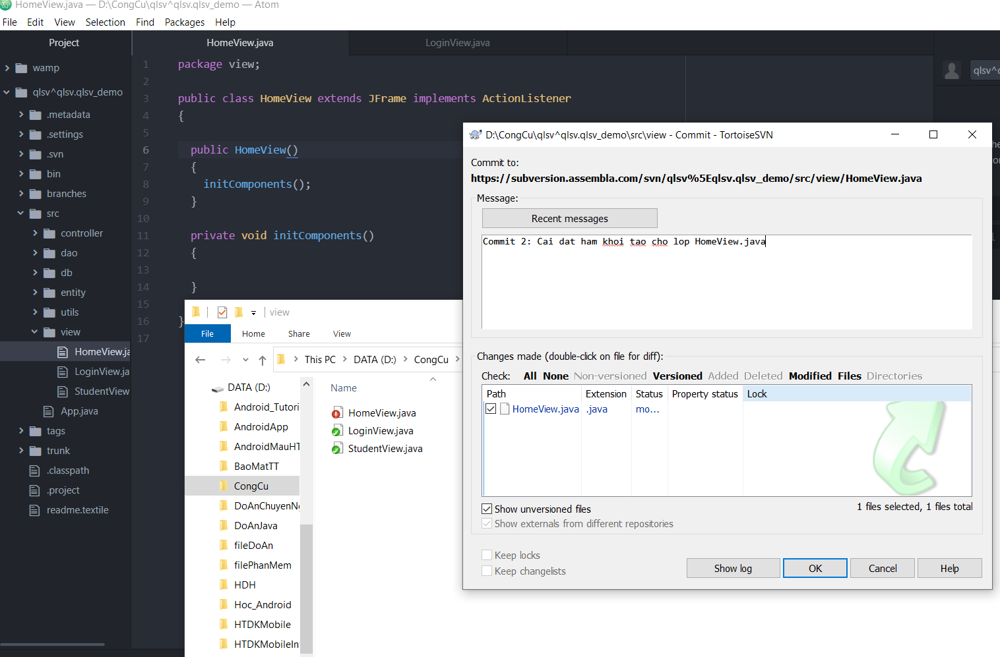 HomeView.java — D:\CongCu\qlsv^qlsv.qlsv_demo — Atom
File Edit View Selection Find Packages Help
Project
wamp
qlsv^qlsv.qlsv_demo
.metadata
.settings
.svn
bin
branches
src
controller
dao
db
entity
utils
view
HomeView.ja
LoginView.ja
StudentView
App.java
tags
trunk
.classpath
.project
readme.textile
HomeView.java
LoginView.java
qlsv^c
1 package view;
2
3 public class HomeView extends JFrame implements ActionListener
4 {
5
6 public HomeView()
7 {
8 initComponents();
9 }
10
11 private void initComponents()
12 {
13
14 }
15
16 }
17
view
File Home Share View
This PC DATA (D:) CongCu
DATA (D:)
Android_Tutori
AndroidApp
AndroidMauHT
BaoMatTT
CongCu
DoAnChuyenNg
DoAnJava
fileDoAn
filePhanMem
HDH
Hoc_Android
HTDKMobile
HTDKMobileIn
Name
HomeView.java
LoginView.java
StudentView.java
D:\CongCu\qlsv^qlsv.qlsv_demo\src\view - Commit - TortoiseSVN
Commit to:
https://subversion.assembla.com/svn/qlsv%5Eqlsv.qlsv_demo/src/view/HomeView.java
Message:
Recent messages
Commit 2: Cai dat ham khoi tao cho lop HomeView.java
Changes made (double-click on file for diff):
Check: All None Non-versioned Versioned Added Deleted Modified Files Directories
Path Extension Status Property status Lock
HomeView.java .java mo...
Show unversioned files
1 files selected, 1 files total
Show externals from different repositories
Keep locks
Keep changelists
Show log OK Cancel Help